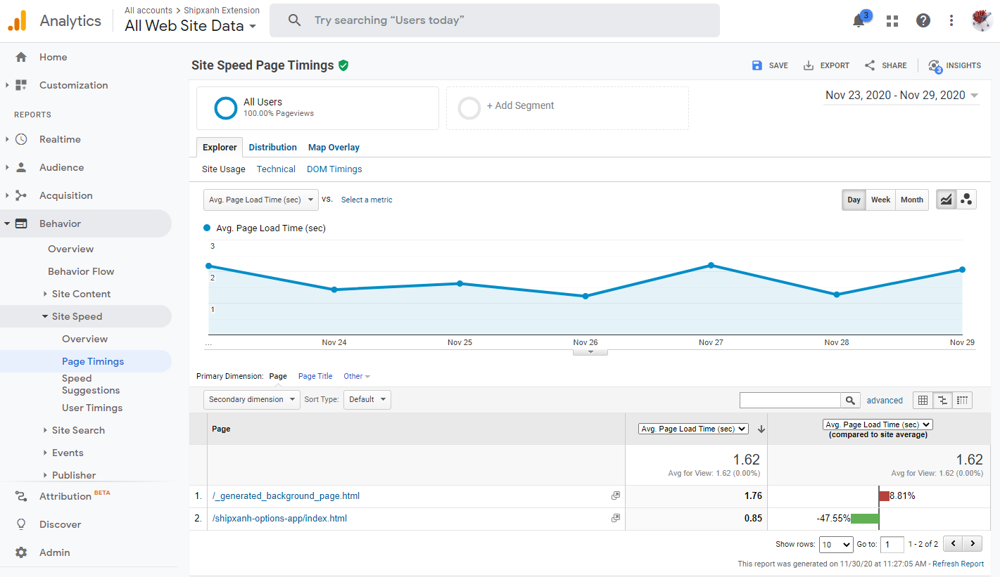 Analytics
All accounts > Shipxanh Extension
All Web Site Data
Try searching “Users today”
3
Home
Customization
REPORTS
Realtime
Audience
Acquisition
Behavior
Overview
Behavior Flow
Site Content
Site Speed
Overview
Page Timings
Speed
Suggestions
User Timings
Site Search
Events
Publisher
Attribution BETA
Discover
Admin
Site Speed Page Timings
SAVE
EXPORT
SHARE
3
INSIGHTS
All Users
100.00% Pageviews
+ Add Segment
Nov 23, 2020 - Nov 29, 2020
Explorer Distribution Map Overlay
Site Usage Technical DOM Timings
Avg. Page Load Time (sec) VS. Select a metric
Day Week Month
Avg. Page Load Time (sec)
3
2
1
... Nov 24 Nov 25 Nov 26 Nov 27 Nov 28 Nov 29
Primary Dimension: Page Page Title Other
Secondary dimension Sort Type: Default
advanced
Page
Avg. Page Load Time (sec)
Avg. Page Load Time (sec)
(compared to site average)
1.62
Avg for View: 1.62 (0.00%)
1.62
Avg for View: 1.62 (0.00%)
1. /_generated_background_page.html 1.76 8.81%
2. /shipxanh-options-app/index.html 0.85 -47.55%
Show rows: 10 Go to: 1 1 - 2 of 2
This report was generated on 11/30/20 at 11:27:05 AM - Refresh Report